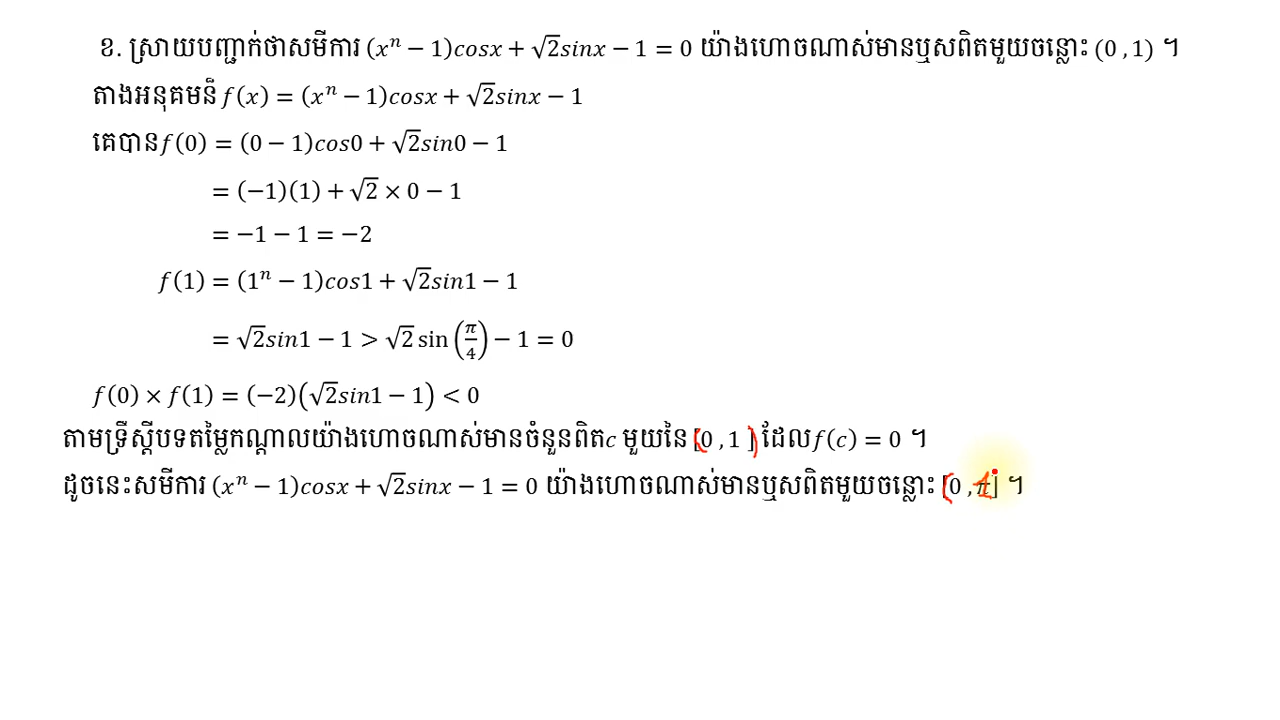 ខ. ស្រាយបញ្ជាក់ថាសមីការ (xⁿ − 1)cosx + √2sinx − 1 = 0 យ៉ាងហោចណាស់មានឬសពិតមួយចន្លោះ (0 , 1) ។
តាងអនុគមន៍ f(x) = (xⁿ − 1)cosx + √2sinx − 1
គេបាន f(0) = (0 − 1)cos0 + √2sin0 − 1
= (−1)(1) + √2 × 0 − 1
= −1 − 1 = −2
f(1) = (1ⁿ − 1)cos1 + √2sin1 − 1
= √2sin1 − 1 > √2 sin(π/4) − 1 = 0
f(0) × f(1) = (−2)(√2sin1 − 1) < 0
តាមទ្រឹស្តីបទតម្លៃកណ្តាលយ៉ាងហោចណាស់មានចំនួនពិតc មួយនៃ (0 , 1 ) ដែល f(c) = 0 ។
ដូចនេះសមីការ (xⁿ − 1)cosx + √2sinx − 1 = 0 យ៉ាងហោចណាស់មានឬសពិតមួយចន្លោះ (0 , 1] ។